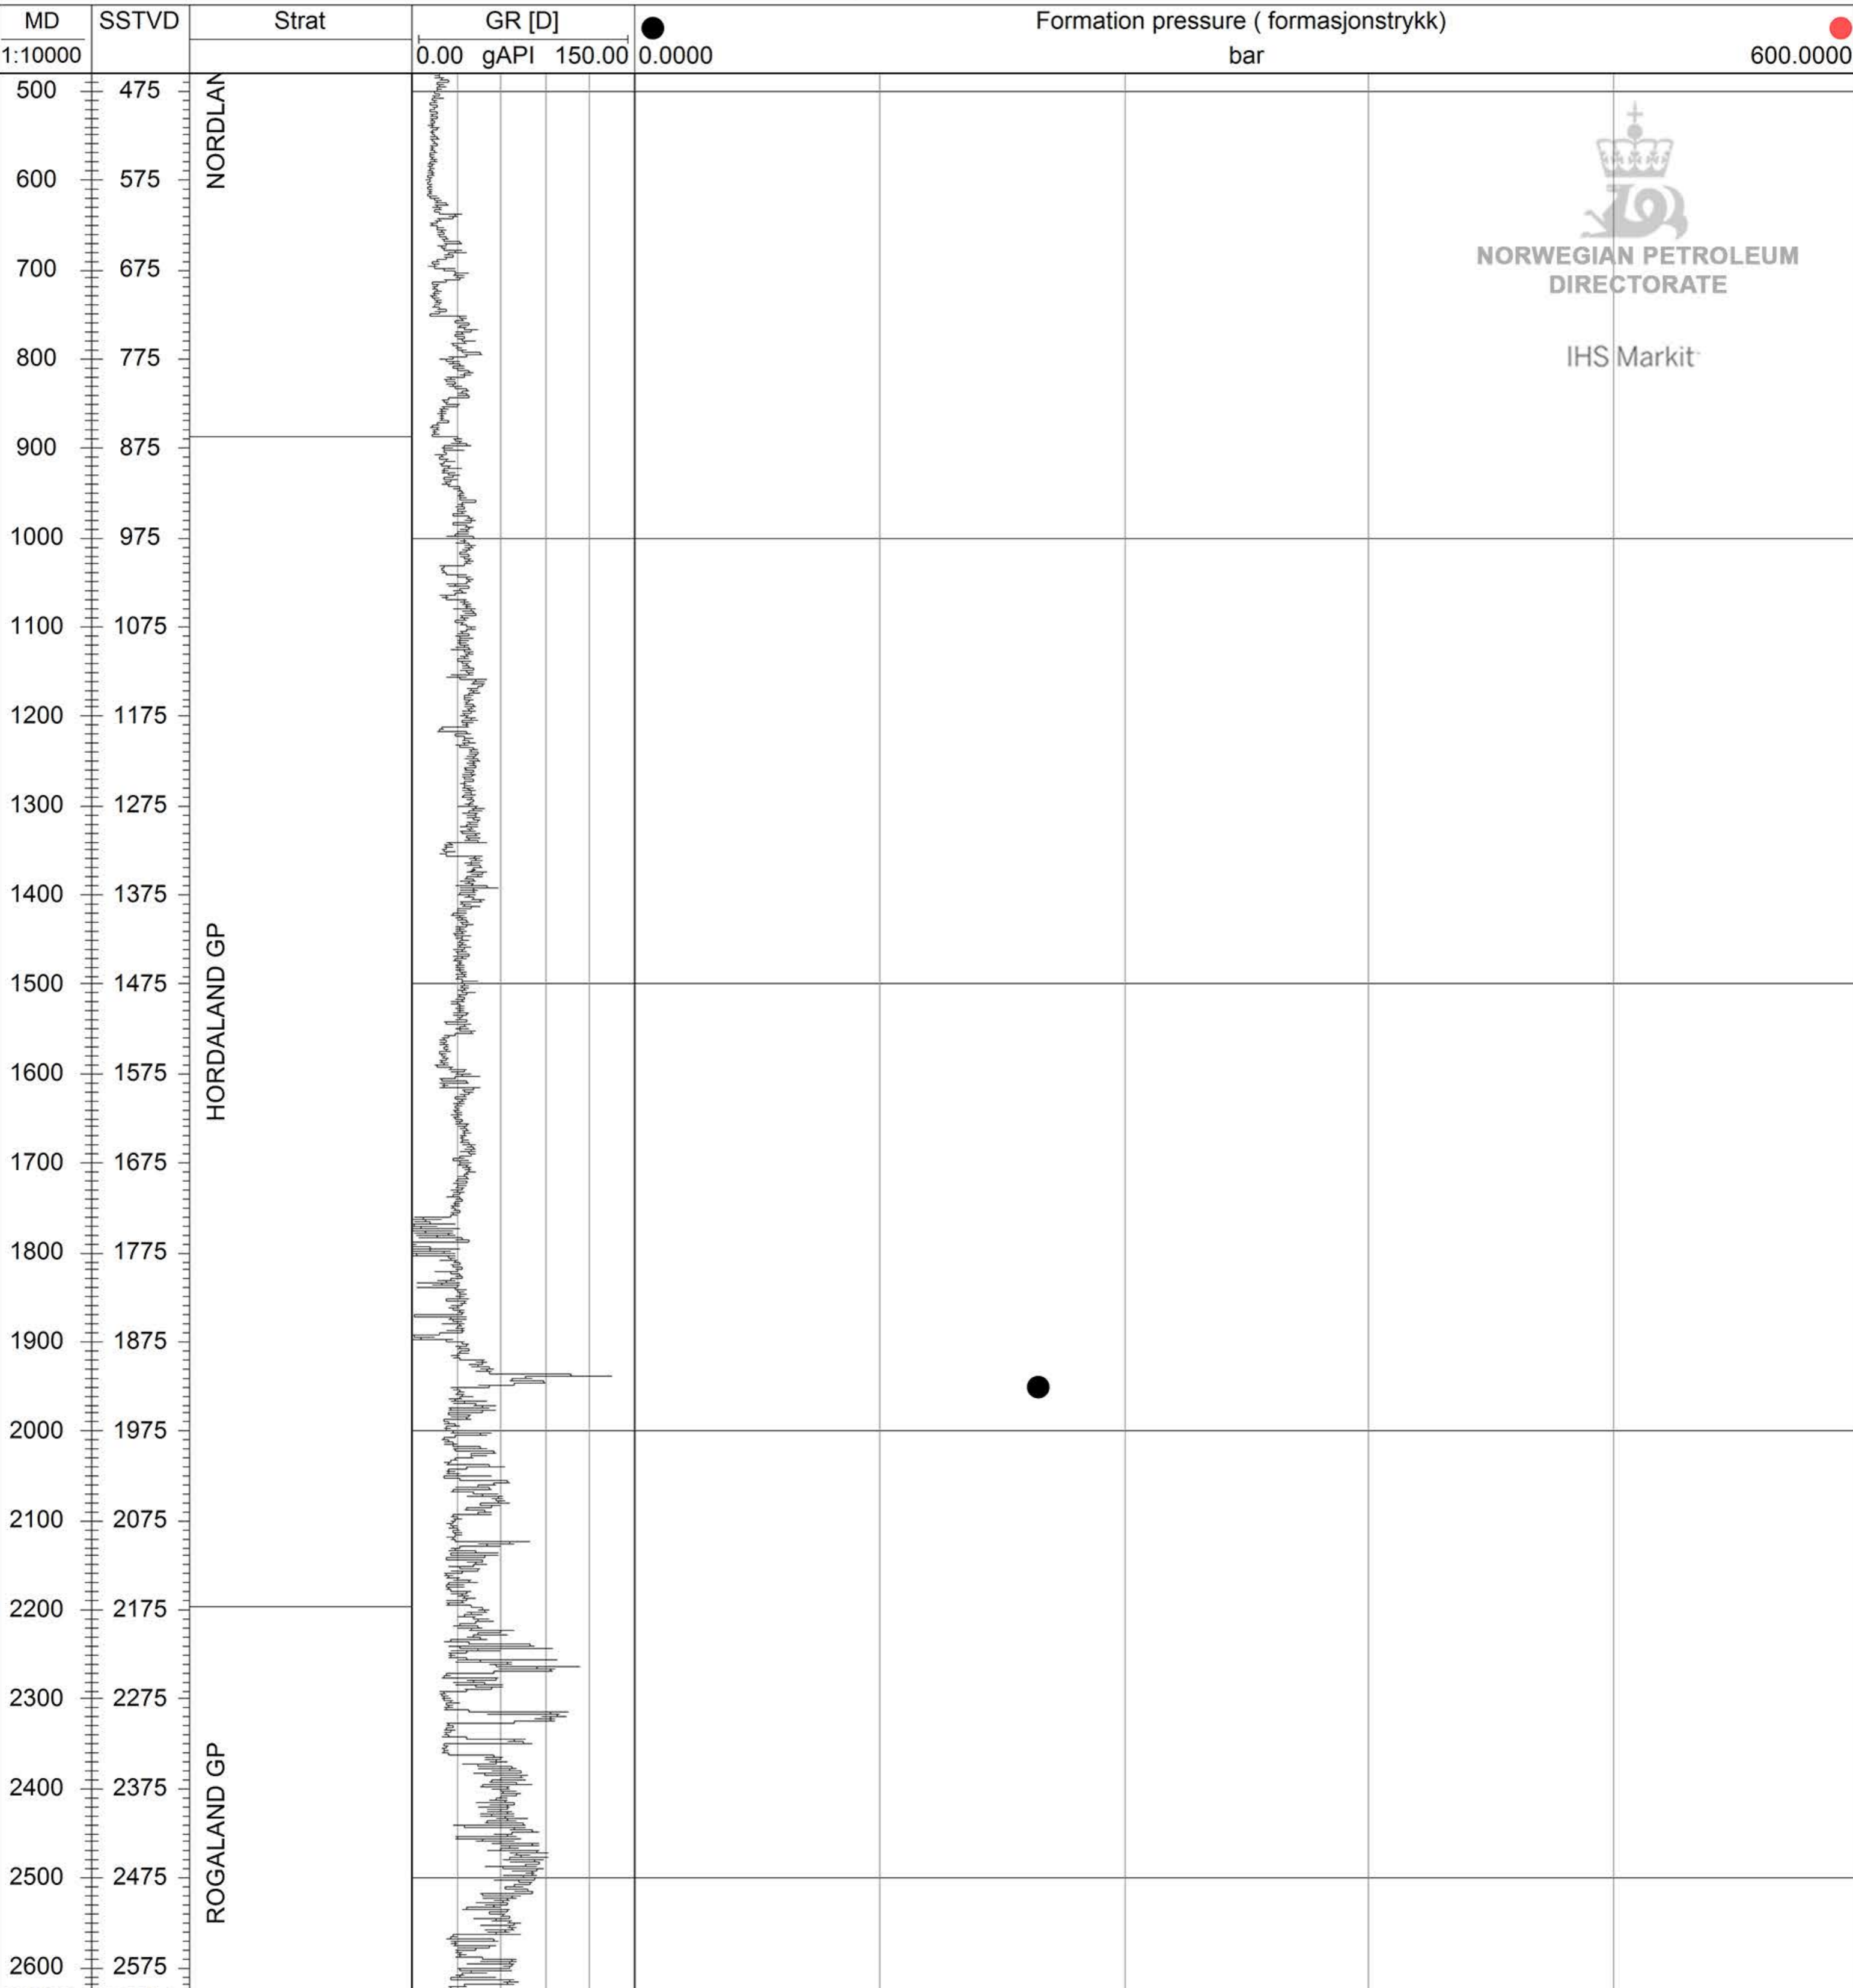 MD SSTVD Strat GR [D] Formation pressure ( formasjonstrykk)
1:10000 0.00 gAPI 150.00 0.0000 bar 600.0000
NORDLAN
500 475
600 575
NORWEGIAN PETROLEUM
DIRECTORATE
700 675
IHS Markit
800 775
900 875
1000 975
1100 1075
1200 1175
1300 1275
1400 1375
HORDALAND GP
1500 1475
1600 1575
1700 1675
1800 1775
1900 1875
2000 1975
2100 2075
2200 2175
2300 2275
ROGALAND GP
2400 2375
2500 2475
2600 2575